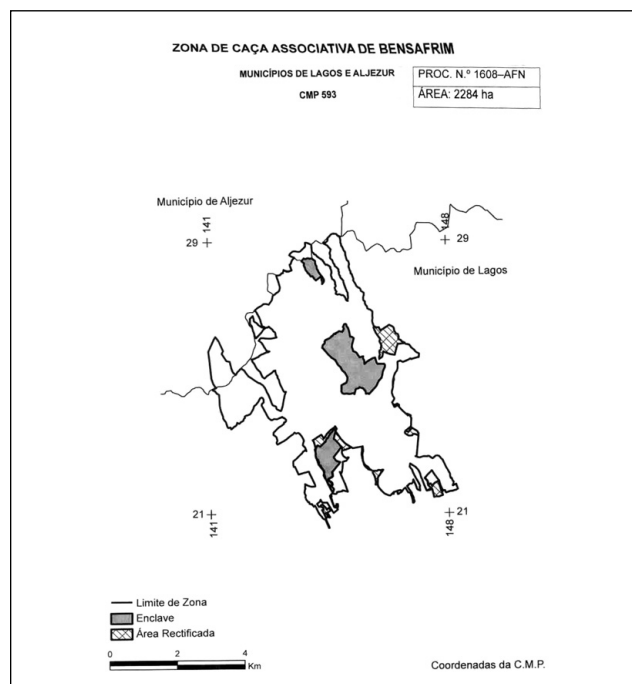 ZONA DE CAÇA ASSOCIATIVA DE BENSAFRIM
MUNICÍPIOS DE LAGOS E ALJEZUR
PROC. N.º 1608–AFN
CMP 593
ÁREA: 2284 ha
Município de Aljezur
141
148
29
29
Município de Lagos
21
21
141
148
Limite de Zona
Enclave
Área Rectificada
0 2 4
Km
Coordenadas da C.M.P.